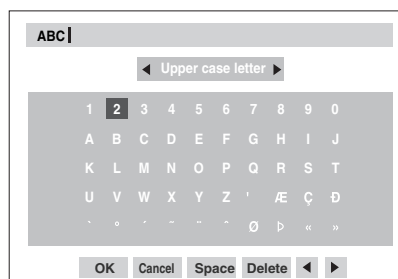 ABC
◀ Upper case letter ▶
1 2 3 4 5 6 7 8 9 0
A B C D E F G H I J
K L M N O P Q R S T
U V W X Y Z ' Æ Ç Ð
` ° ´ ~ ¨ ^ Ø Þ « »
OK Cancel Space Delete ◀ ▶